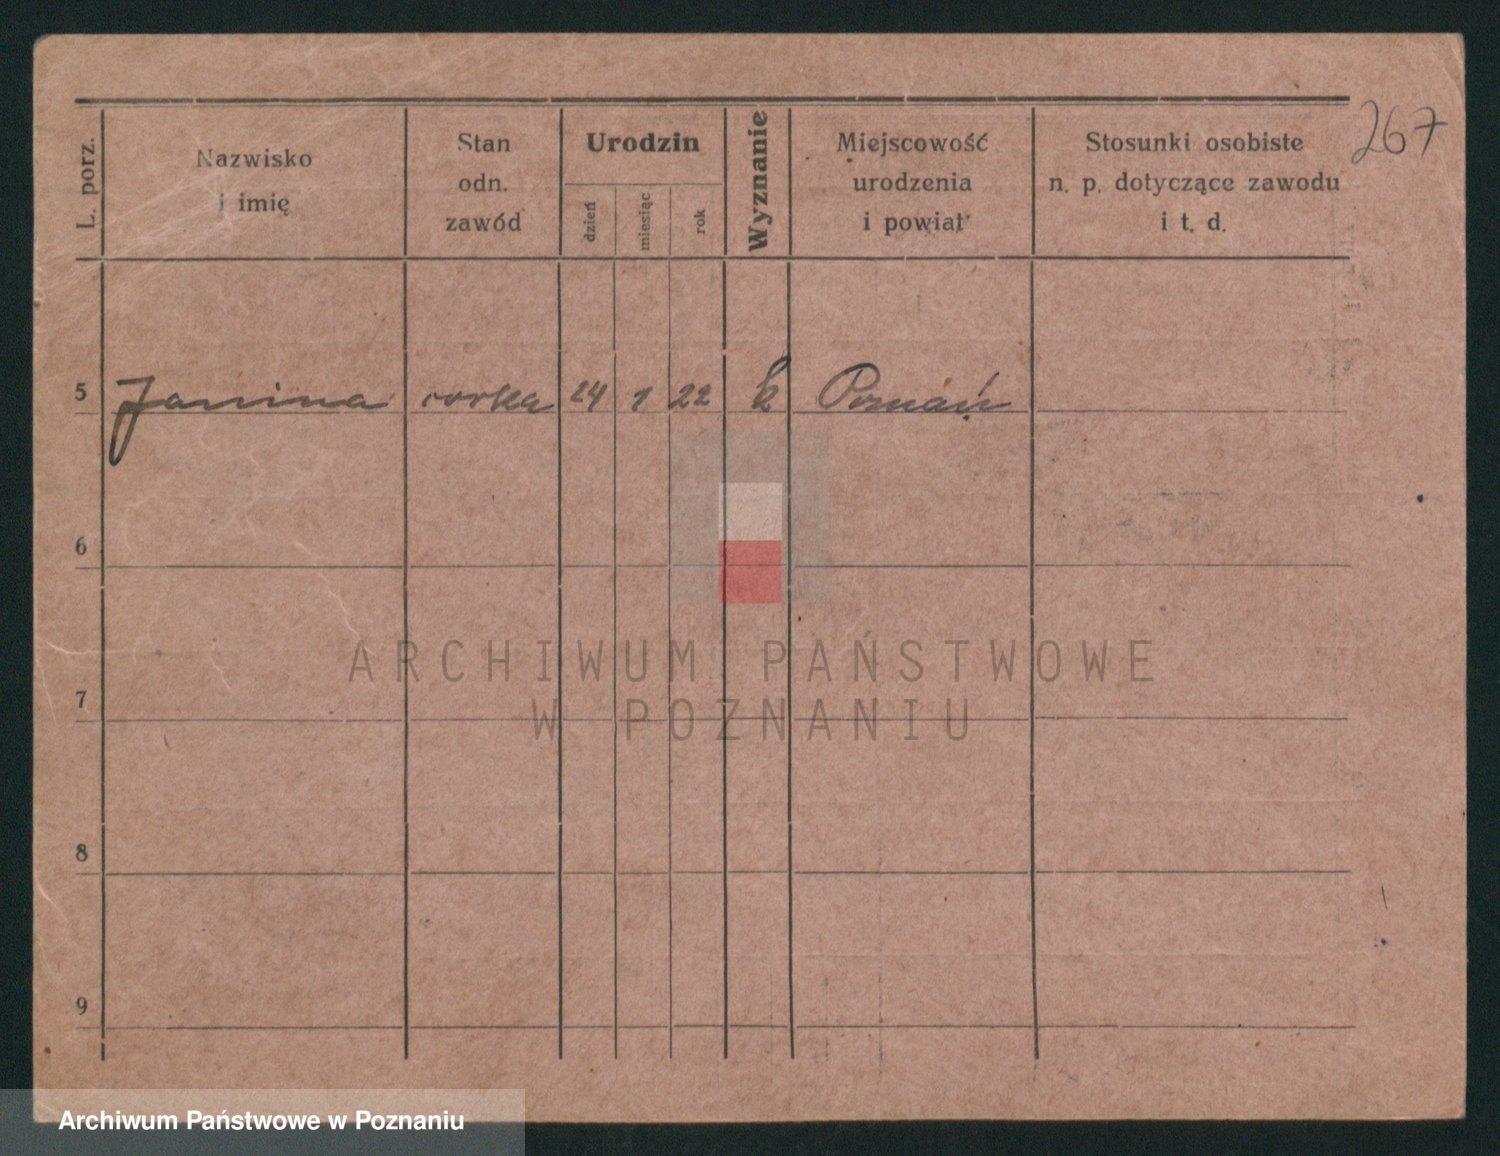 267
L. porz.
Nazwisko
i imię
Stan
odn.
zawód
Urodzin
dzień
miesiąc
rok
Wyznanie
Miejscowość
urodzenia
i powiat
Stosunki osobiste
n. p. dotyczące zawodu
i t. d.
5 Janina corka 24 1 22 k Poznań
6
7
8
9
ARCHIWUM PAŃSTWOWE
W POZNANIU
Archiwum Państwowe w Poznaniu